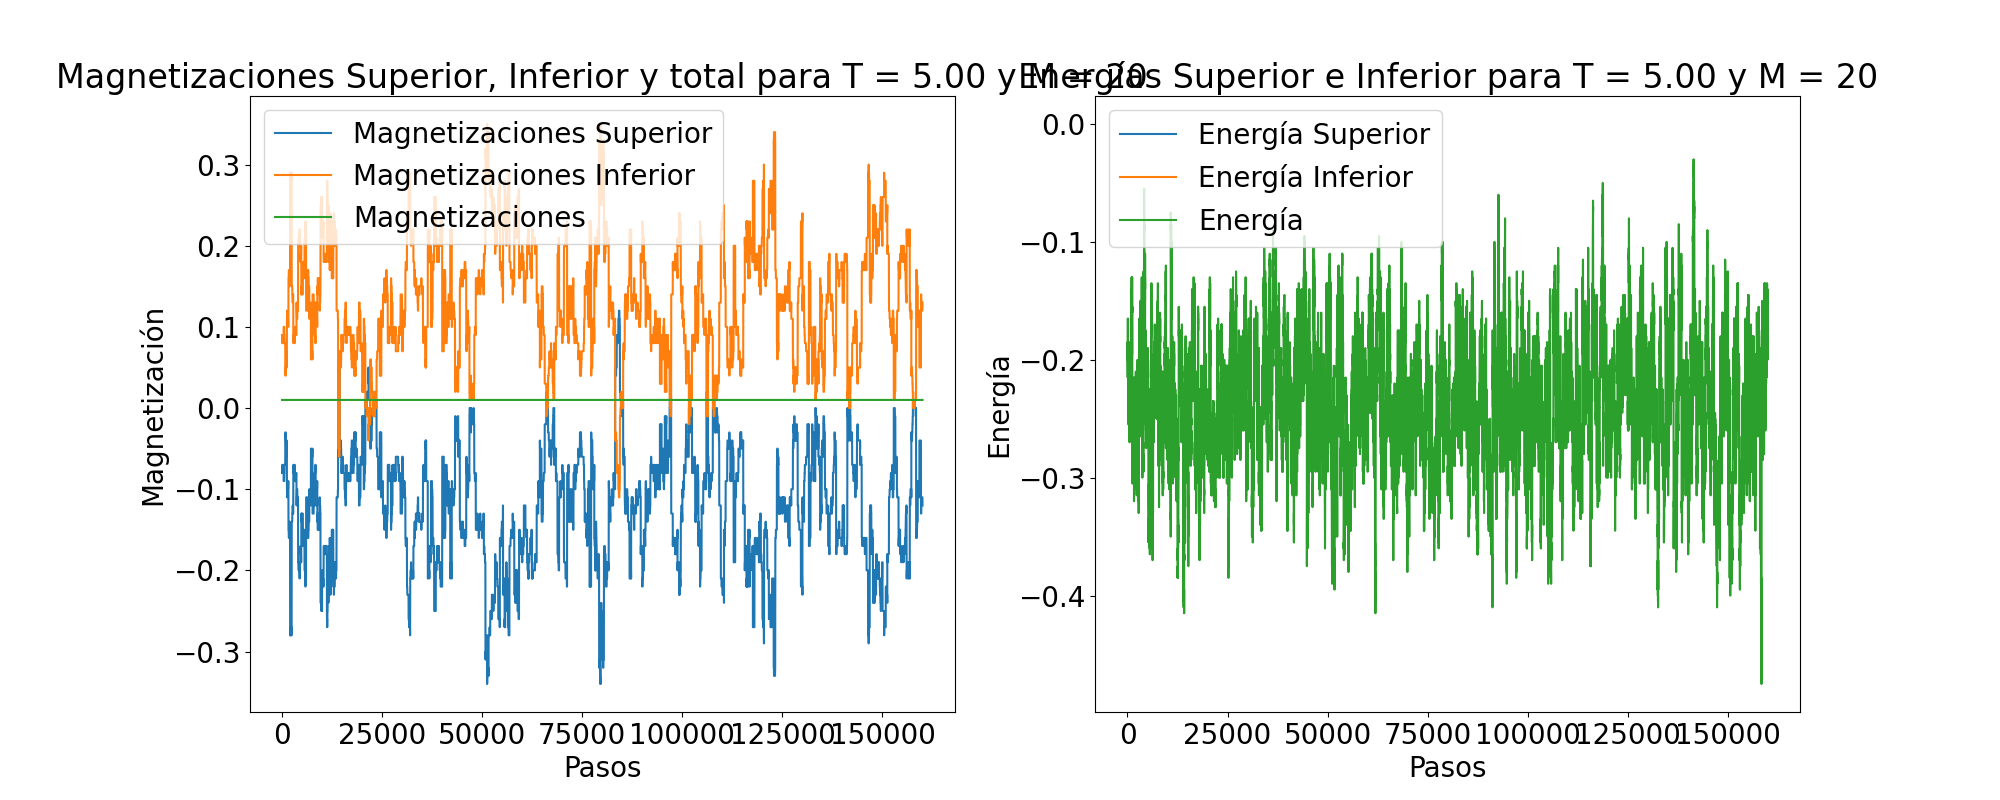 Magnetizaciones Superior, Inferior y total para T = 5.00 y M = 20
Energías Superior e Inferior para T = 5.00 y M = 20
Magnetizaciones Superior
Magnetizaciones Inferior
Magnetizaciones
0.3
0.2
0.1
0.0
−0.1
−0.2
−0.3
Magnetización
0
25000
50000
75000
100000
125000
150000
Pasos
Energía Superior
Energía Inferior
Energía
0.0
−0.1
−0.2
−0.3
−0.4
Energía
0
25000
50000
75000
100000
125000
150000
Pasos